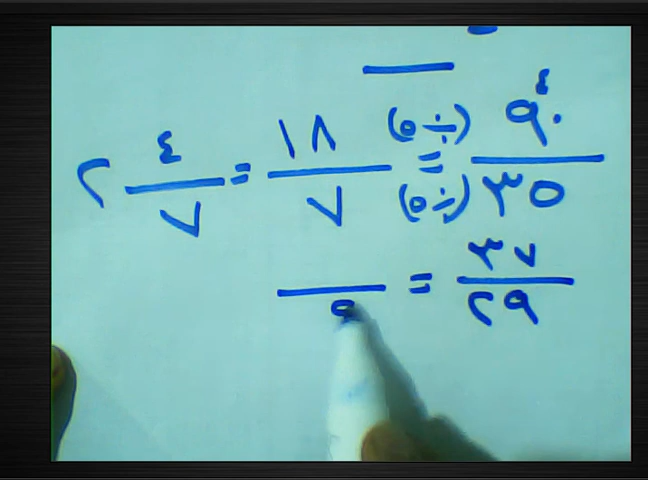 ٩٠ (÷٥) ١٨ ٤
= = ٢
٣٥ (÷٥) ٧ ٧
٣٧
=
٢٩